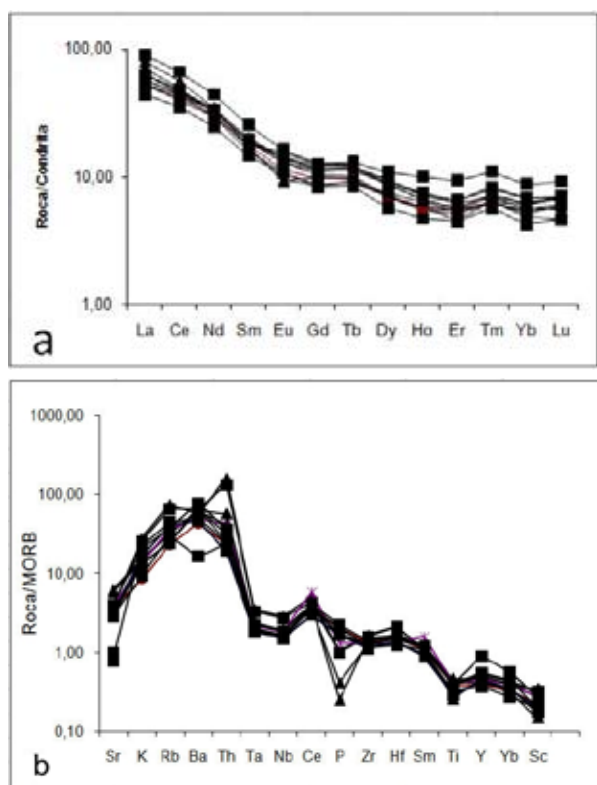 100,00
10,00
1,00
Roca/Condrita
La Ce Nd Sm Eu Gd Tb Dy Ho Er Tm Yb Lu
a
1000,00
100,00
10,00
1,00
0,10
Roca/MORB
Sr K Rb Ba Th Ta Nb Ce P Zr Hf Sm Ti Y Yb Sc
b